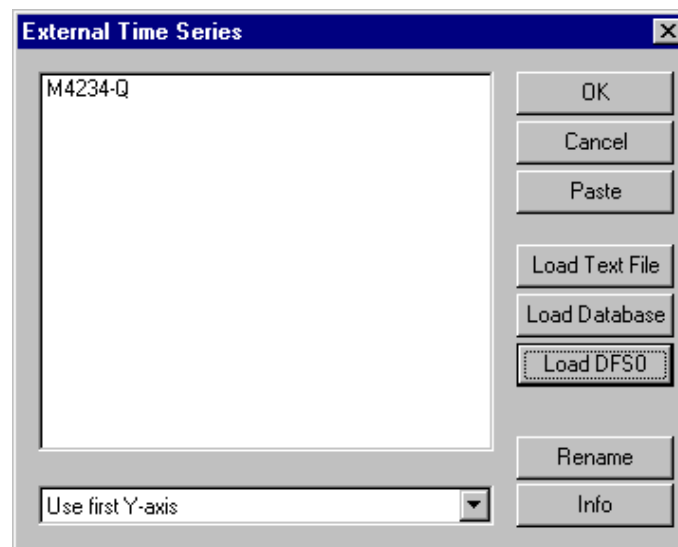 External Time Series
M4234-Q
OK
Cancel
Paste
Load Text File
Load Database
Load DFS0
Rename
Use first Y-axis
Info